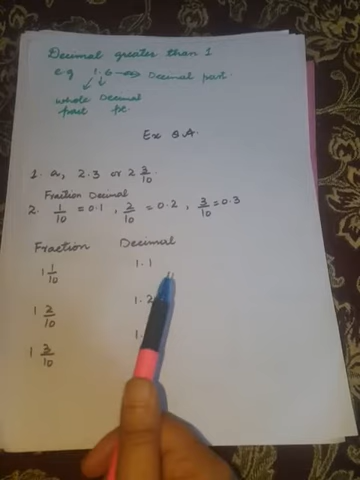 Decimal greater than 1
e.g 1.6 → Decimal part.
whole Decimal
part pt.
Ex 8A.
1. a, 2.3 or 2 3/10
Fraction Decimal
2. 1/10 = 0.1 , 2/10 = 0.2 , 3/10 = 0.3
Fraction Decimal
1 1/10 1.1
1 2/10 1.2
1 3/10 1.